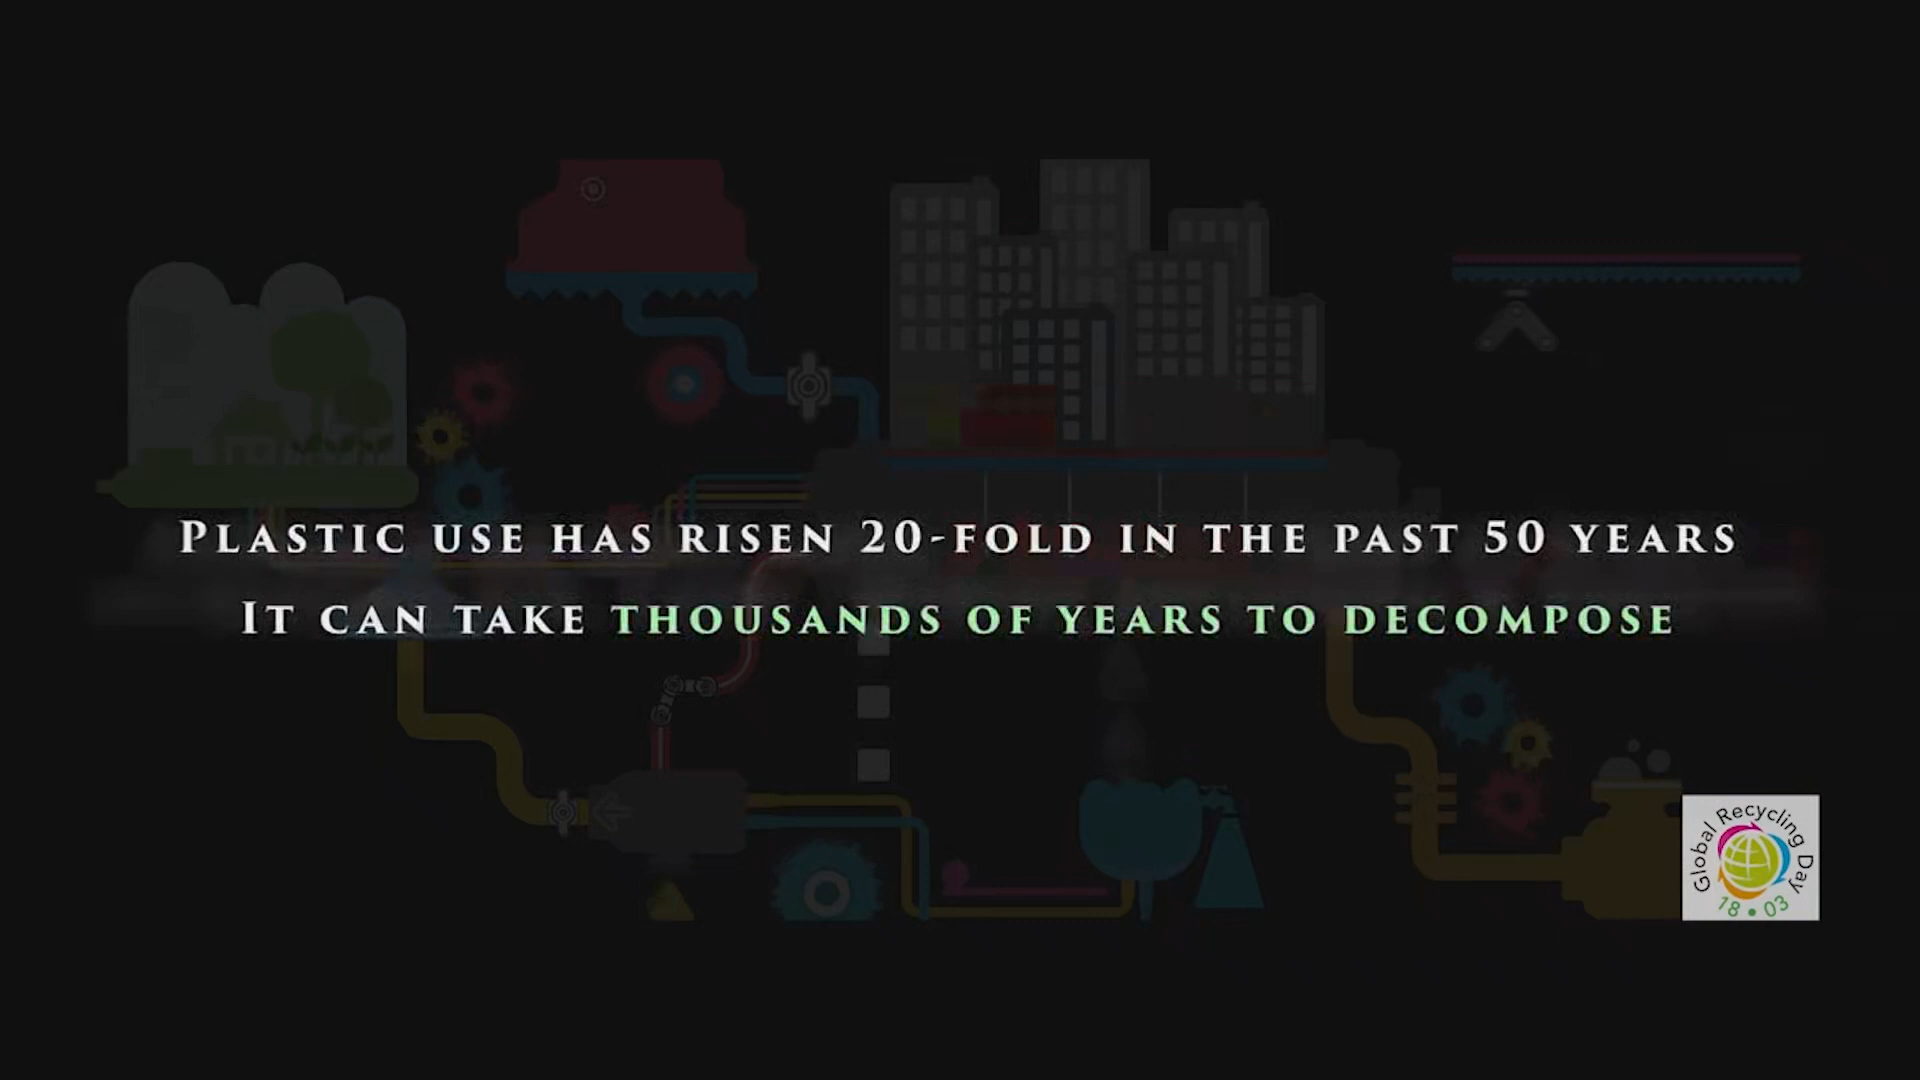 PLASTIC USE HAS RISEN 20-FOLD IN THE PAST 50 YEARS
IT CAN TAKE THOUSANDS OF YEARS TO DECOMPOSE
Global Recycling Day
18 • 03